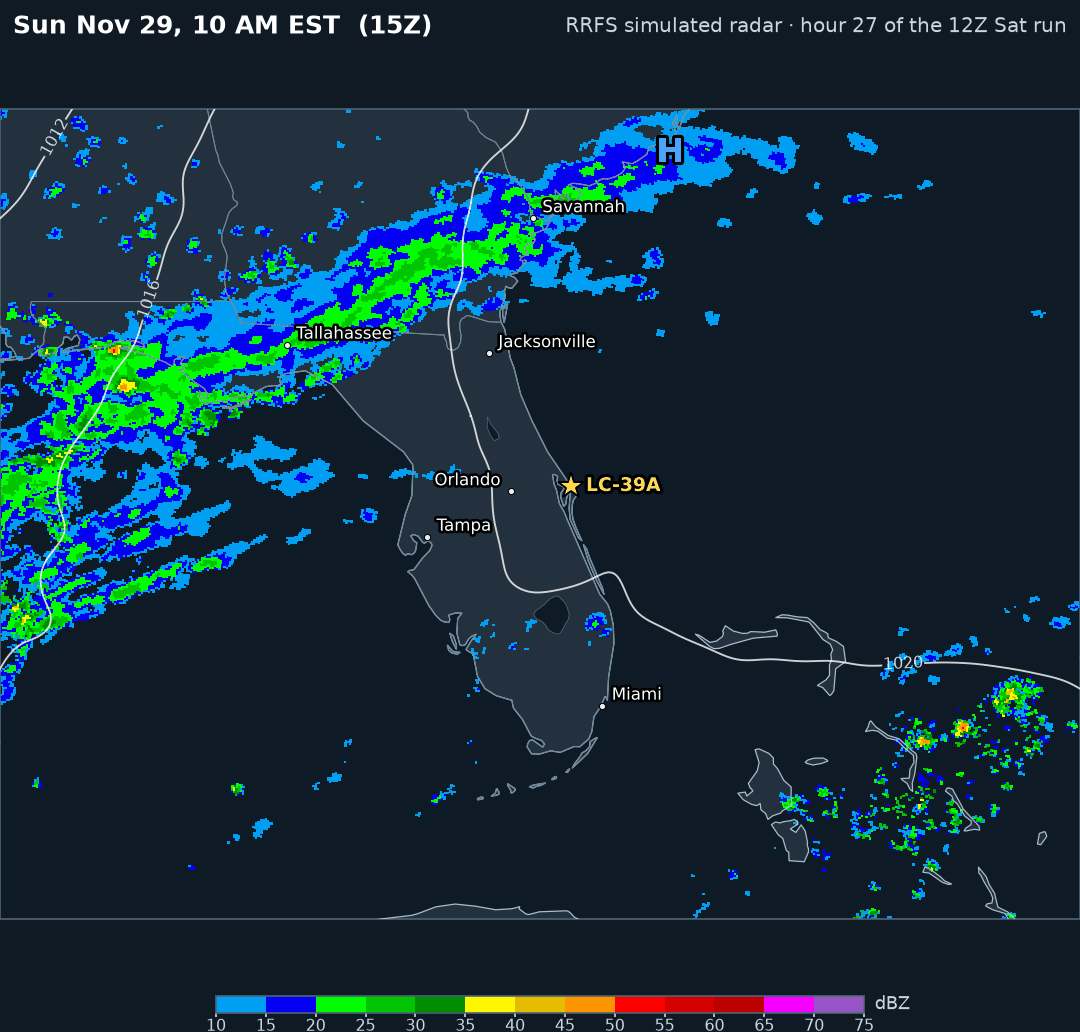 Sun Nov 29, 10 AM EST (15Z)
RRFS simulated radar · hour 27 of the 12Z Sat run
1012
H
Savannah
1016
Tallahassee
Jacksonville
Orlando
LC-39A
Tampa
1020
Miami
dBZ
10 15 20 25 30 35 40 45 50 55 60 65 70 75